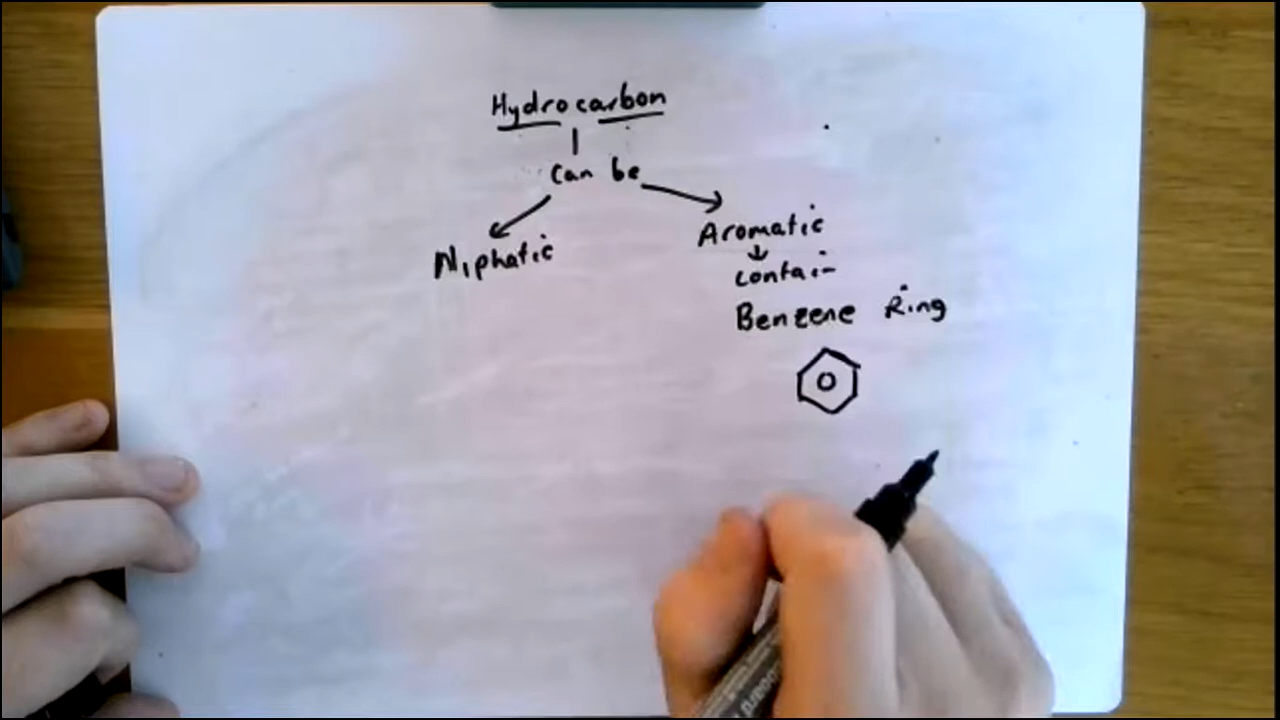 Hydrocarbon
can be
Aliphatic
Aromatic
contain
Benzene Ring